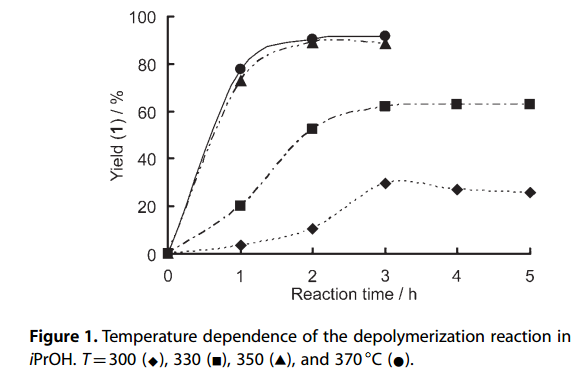 100
80
60
40
20
0
Yield (1) / %
0 1 2 3 4 5
Reaction time / h
Figure 1. Temperature dependence of the depolymerization reaction in
iPrOH. T = 300 (◆), 330 (■), 350 (▲), and 370 °C (●).